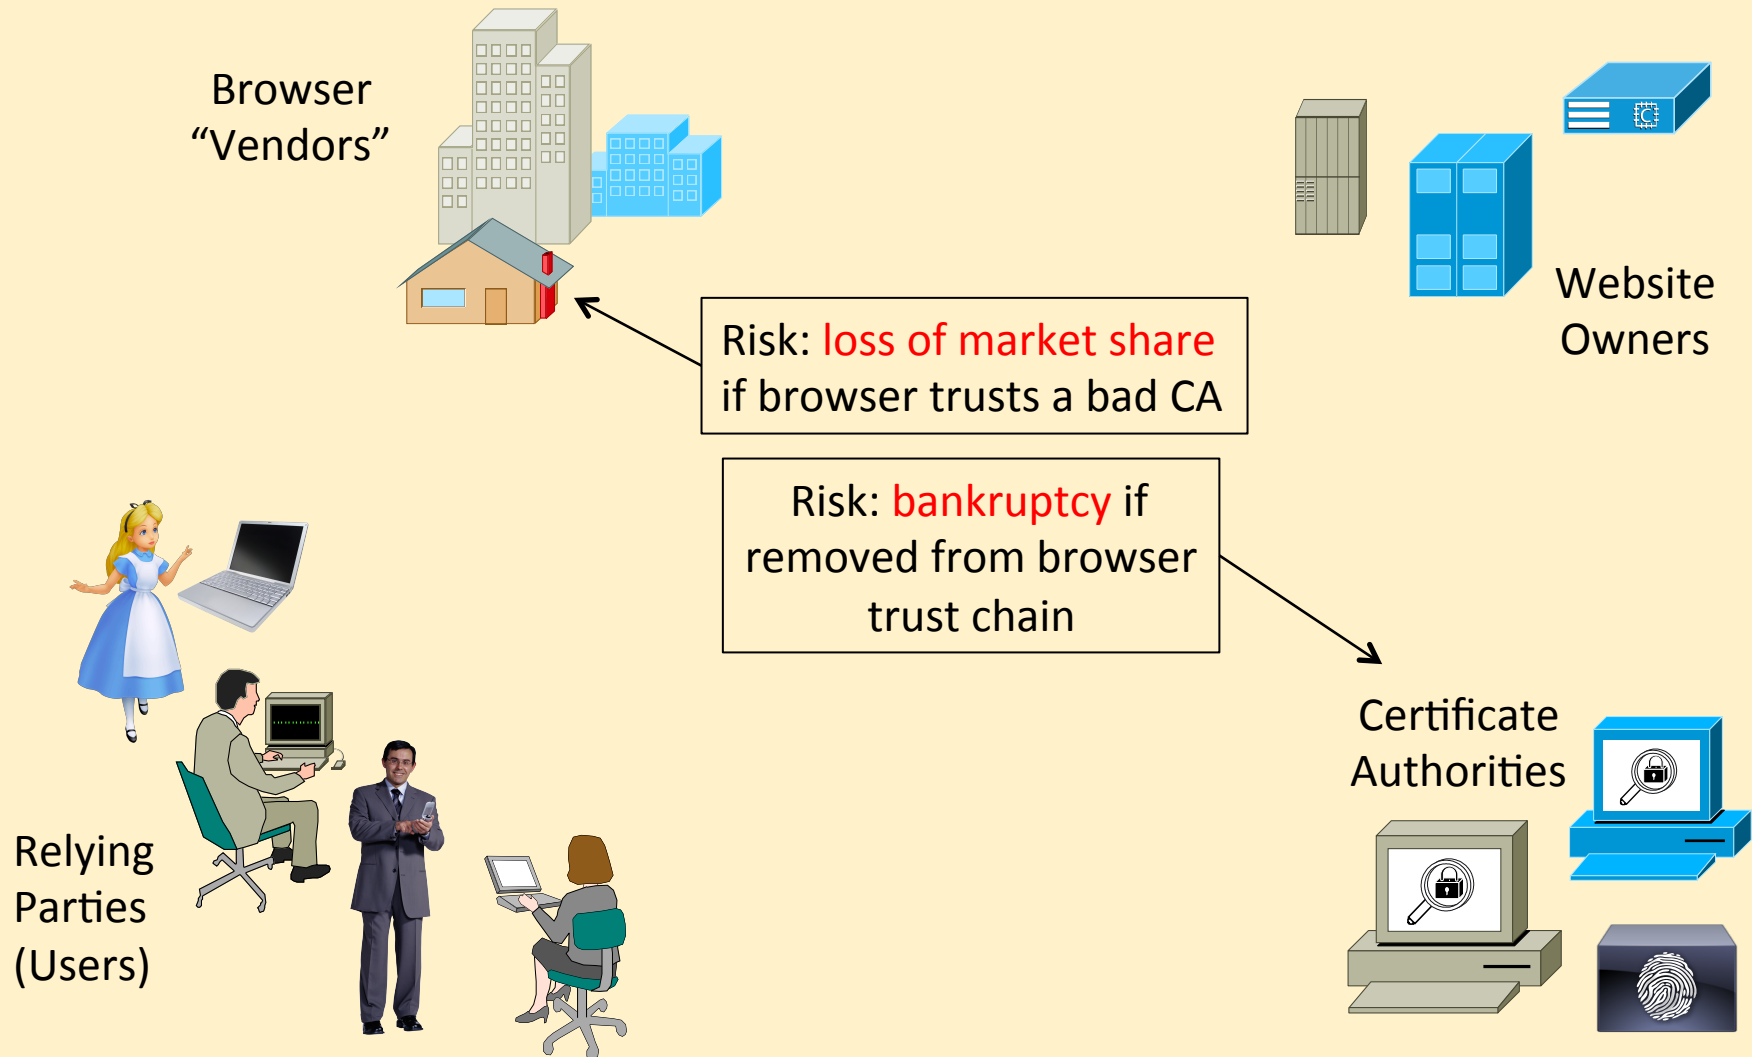 Browser
“Vendors”
Website
Owners
Risk: loss of market share
if browser trusts a bad CA
Risk: bankruptcy if
removed from browser
trust chain
Certificate
Authorities
Relying
Parties
(Users)
C